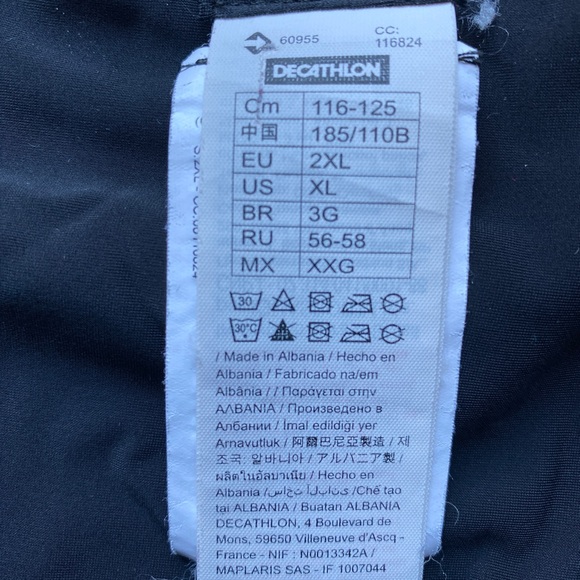 60955
CC:
116824
DECATHLON
Cm 116-125
中国 185/110B
EU 2XL
US XL
BR 3G
RU 56-58
MX XXG
30
30°C
/ Made in Albania / Hecho en
Albania / Fabricado na/em
Albânia / / Παράγεται στην
ΑΛΒΑΝΙΑ / Произведено в
Албании / İmal edildiği yer
Arnavutluk / 阿爾巴尼亞製造 / 제
조국: 알바니아 / アルバニア製 /
ผลิตในอัลบาเนีย / Hecho en
Albania /ساخت آلبانی/Chế tạo
tại ALBANIA / Buatan ALBANIA
DECATHLON, 4 Boulevard de
Mons, 59650 Villeneuve d'Ascq -
France - NIF : N0013342A /
MAPLARIS SAS - IF 1007044